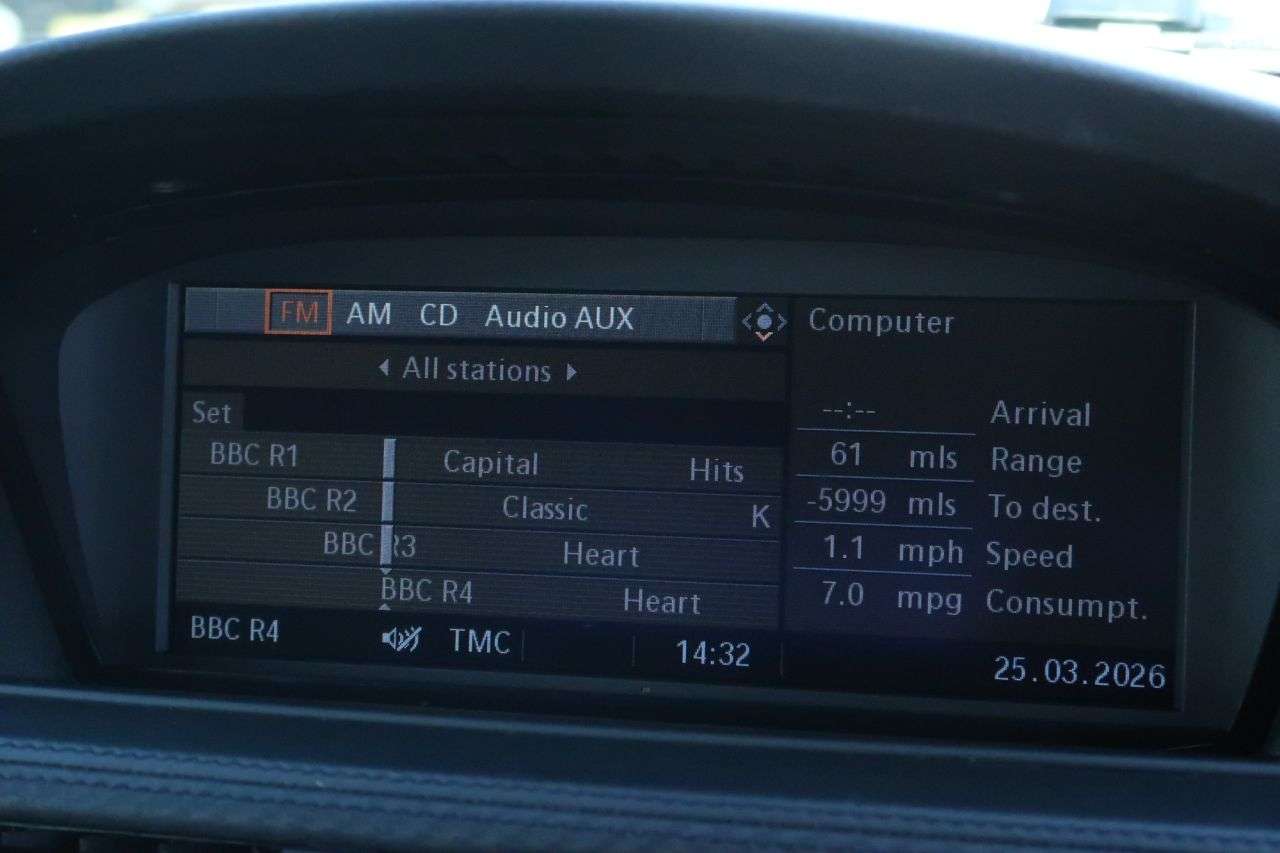 FM AM CD Audio AUX
All stations
Set
BBC R1 Capital Hits
BBC R2 Classic K
BBC R3 Heart
BBC R4 Heart
BBC R4 TMC 14:32
Computer
--:-- Arrival
61 mls Range
-5999 mls To dest.
1.1 mph Speed
7.0 mpg Consumpt.
25.03.2026